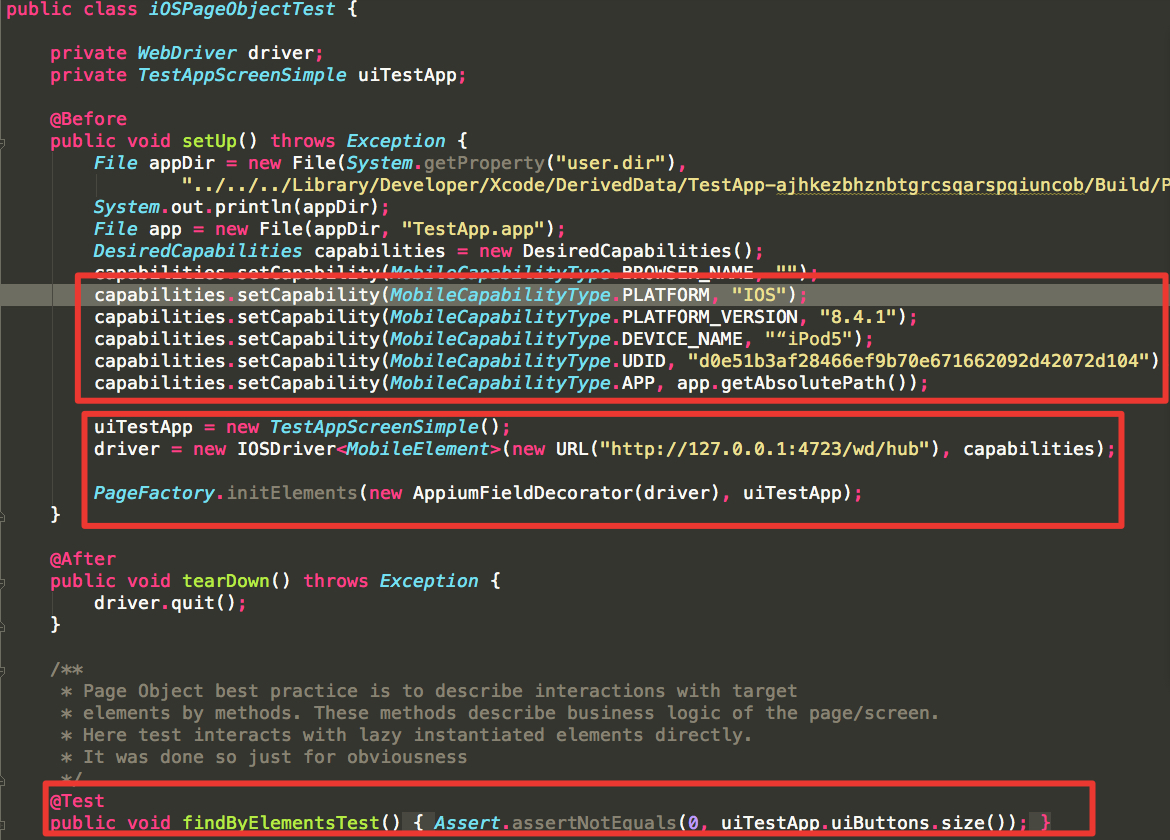 public class iOSPageObjectTest {
private WebDriver driver;
private TestAppScreenSimple uiTestApp;
@Before
public void setUp() throws Exception {
File appDir = new File(System.getProperty("user.dir"),
"../../../Library/Developer/Xcode/DerivedData/TestApp-ajhkezbhznbtgrcsqarspqiuncob/Build/P
System.out.println(appDir);
File app = new File(appDir, "TestApp.app");
DesiredCapabilities capabilities = new DesiredCapabilities();
capabilities.setCapability(MobileCapabilityType.BROWSER_NAME, "");
capabilities.setCapability(MobileCapabilityType.PLATFORM, "IOS");
capabilities.setCapability(MobileCapabilityType.PLATFORM_VERSION, "8.4.1");
capabilities.setCapability(MobileCapabilityType.DEVICE_NAME, "“iPod5");
capabilities.setCapability(MobileCapabilityType.UDID, "d0e51b3af28466ef9b70e671662092d42072d104")
capabilities.setCapability(MobileCapabilityType.APP, app.getAbsolutePath());
uiTestApp = new TestAppScreenSimple();
driver = new IOSDriver<MobileElement>(new URL("http://127.0.0.1:4723/wd/hub"), capabilities);
PageFactory.initElements(new AppiumFieldDecorator(driver), uiTestApp);
}
@After
public void tearDown() throws Exception {
driver.quit();
}
/**
* Page Object best practice is to describe interactions with target
* elements by methods. These methods describe business logic of the page/screen.
* Here test interacts with lazy instantiated elements directly.
* It was done so just for obviousness
*/
@Test
public void findByElementsTest() { Assert.assertNotEquals(0, uiTestApp.uiButtons.size()); }